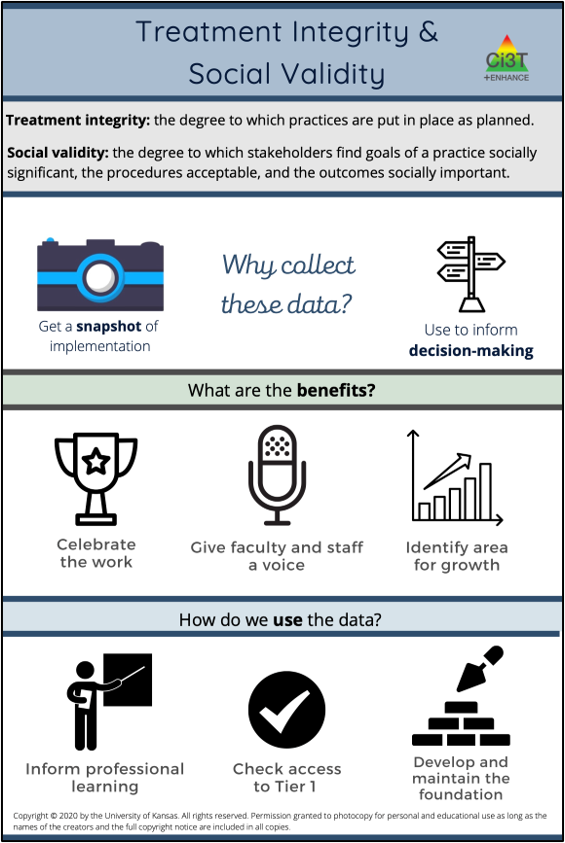 Treatment Integrity &
Social Validity
Ci3T
+ENHANCE
Treatment integrity: the degree to which practices are put in place as planned.
Social validity: the degree to which stakeholders find goals of a practice socially
significant, the procedures acceptable, and the outcomes socially important.
Why collect
these data?
Get a snapshot of
implementation
Use to inform
decision-making
What are the benefits?
Celebrate
the work
Give faculty and staff
a voice
Identify area
for growth
How do we use the data?
Inform professional
learning
Check access
to Tier 1
Develop and
maintain the
foundation
Copyright © 2020 by the University of Kansas. All rights reserved. Permission granted to photocopy for personal and educational use as long as the
names of the creators and the full copyright notice are included in all copies.